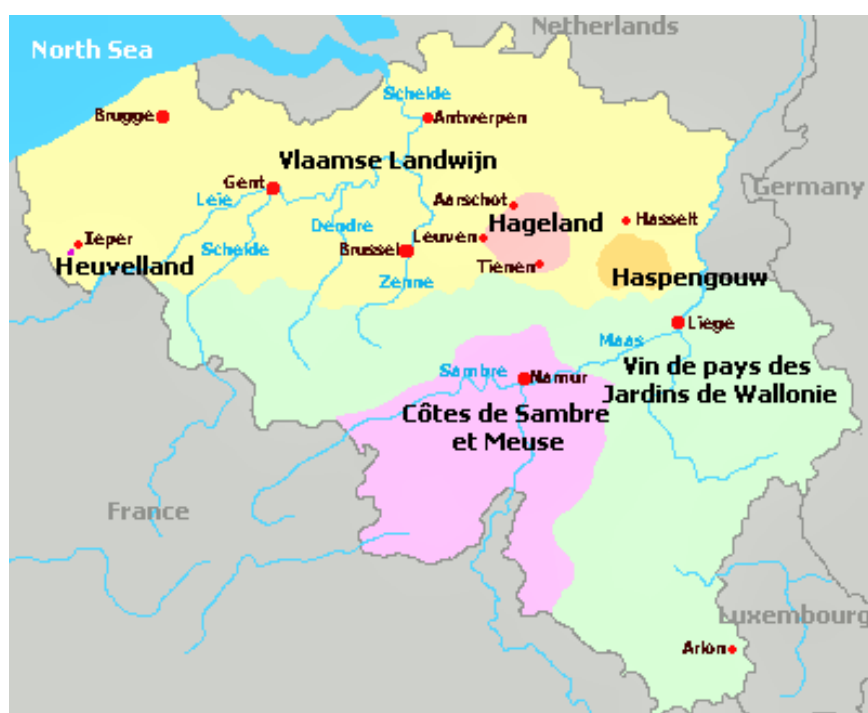 Netherlands
North Sea
Schelde
Brugge
Antwerpen
Vlaamse Landwijn
Gent
Germany
Leie
Aarschot
Dendre
Hageland
Hasselt
Ieper
Schelde
Leuven
Brussel
Heuvelland
Tienen
Zenne
Haspengouw
Liège
Maas
Sambre
Namur
Vin de pays des
Jardins de Wallonie
Côtes de Sambre
et Meuse
France
Luxembourg
Arlon